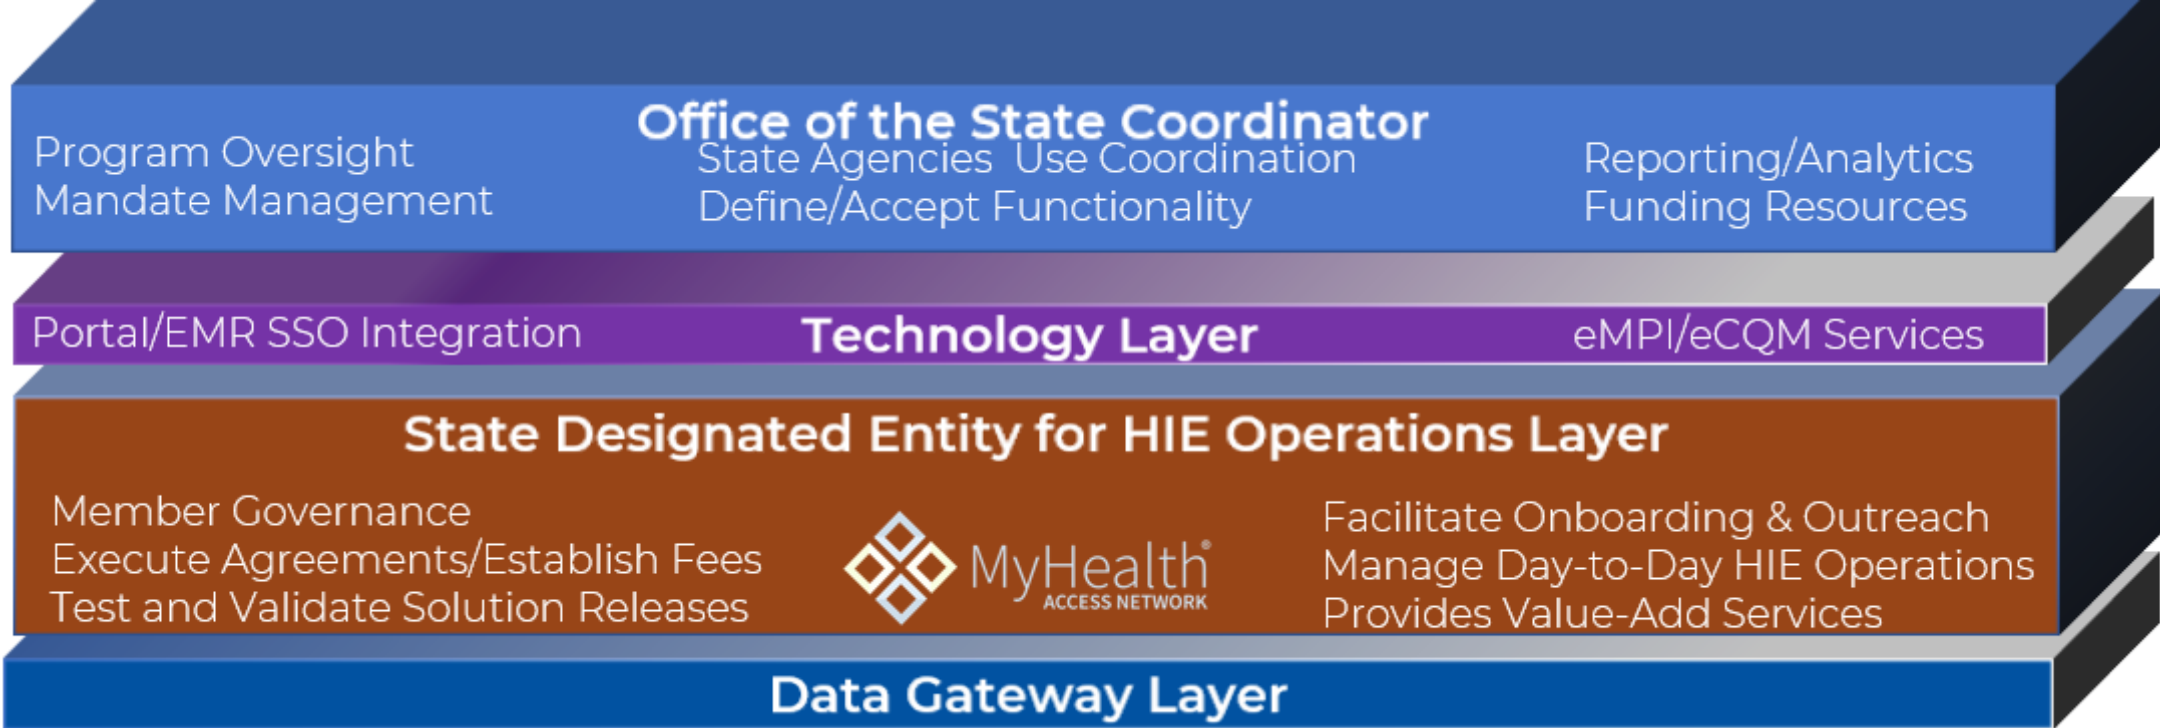 Office of the State Coordinator
Program Oversight
Mandate Management
State Agencies  Use Coordination
Define/Accept Functionality
Reporting/Analytics
Funding Resources
Portal/EMR SSO Integration
Technology Layer
eMPI/eCQM Services
State Designated Entity for HIE Operations Layer
Member Governance
Execute Agreements/Establish Fees
Test and Validate Solution Releases
MyHealth®
ACCESS NETWORK
Facilitate Onboarding & Outreach
Manage Day-to-Day HIE Operations
Provides Value-Add Services
Data Gateway Layer